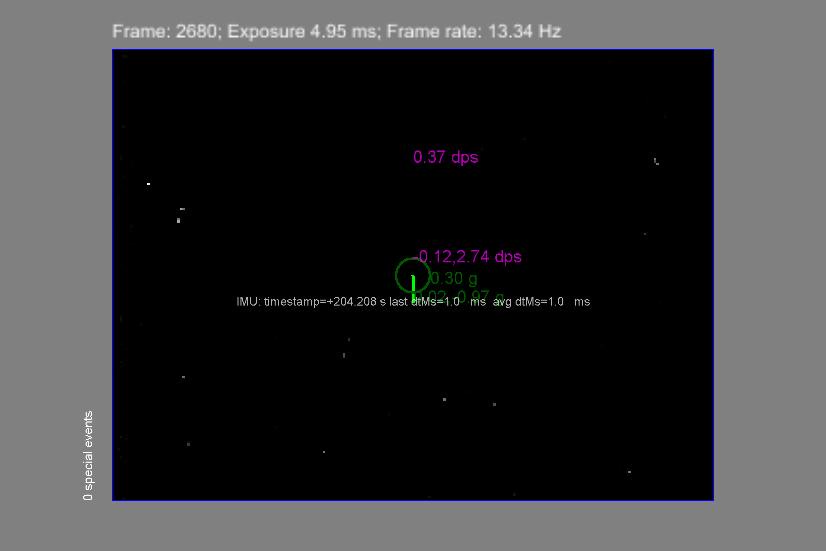 Frame: 2680; Exposure 4.95 ms; Frame rate: 13.34 Hz
0.37 dps
-0.12,2.74 dps
0.30 g
0.97 g
IMU: timestamp=+204.208 s last dtMs=1.0 ms avg dtMs=1.0 ms
0 special events